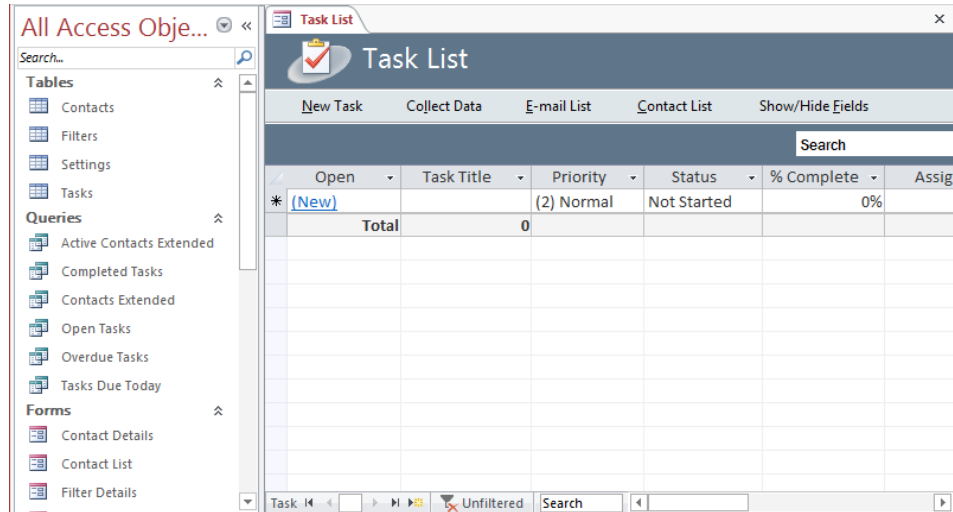 All Access Obje...
Search...
Tables
Contacts
Filters
Settings
Tasks
Queries
Active Contacts Extended
Completed Tasks
Contacts Extended
Open Tasks
Overdue Tasks
Tasks Due Today
Forms
Contact Details
Contact List
Filter Details
Task List
Task List
New Task Collect Data E-mail List Contact List Show/Hide Fields
Search
Open Task Title Priority Status % Complete Assig
(New) (2) Normal Not Started 0%
Total 0
Task Unfiltered Search